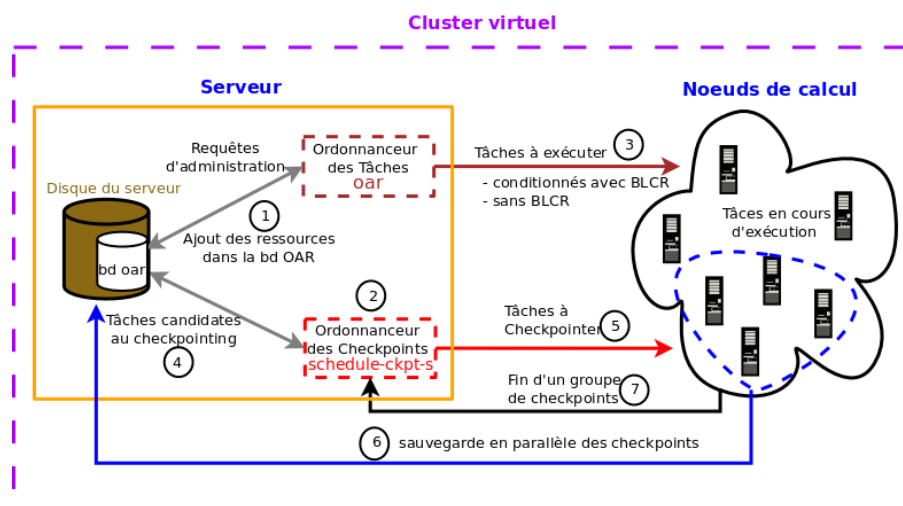 Cluster virtuel
Serveur
Noeuds de calcul
Requêtes
d'administration
Ordonnanceur
des Tâches
oar
Tâches à exécuter
3
- conditionnés avec BLCR
- sans BLCR
Disque du serveur
1
Ajout des ressources
dans la bd OAR
bd oar
Tâces en cours
d'exécution
2
Tâches candidates
au checkpointing
4
Ordonnanceur
des Checkpoints
schedule-ckpt-s
Tâches à
Checkpointer
5
Fin d'un groupe
de checkpoints
7
6
sauvegarde en parallèle des checkpoints